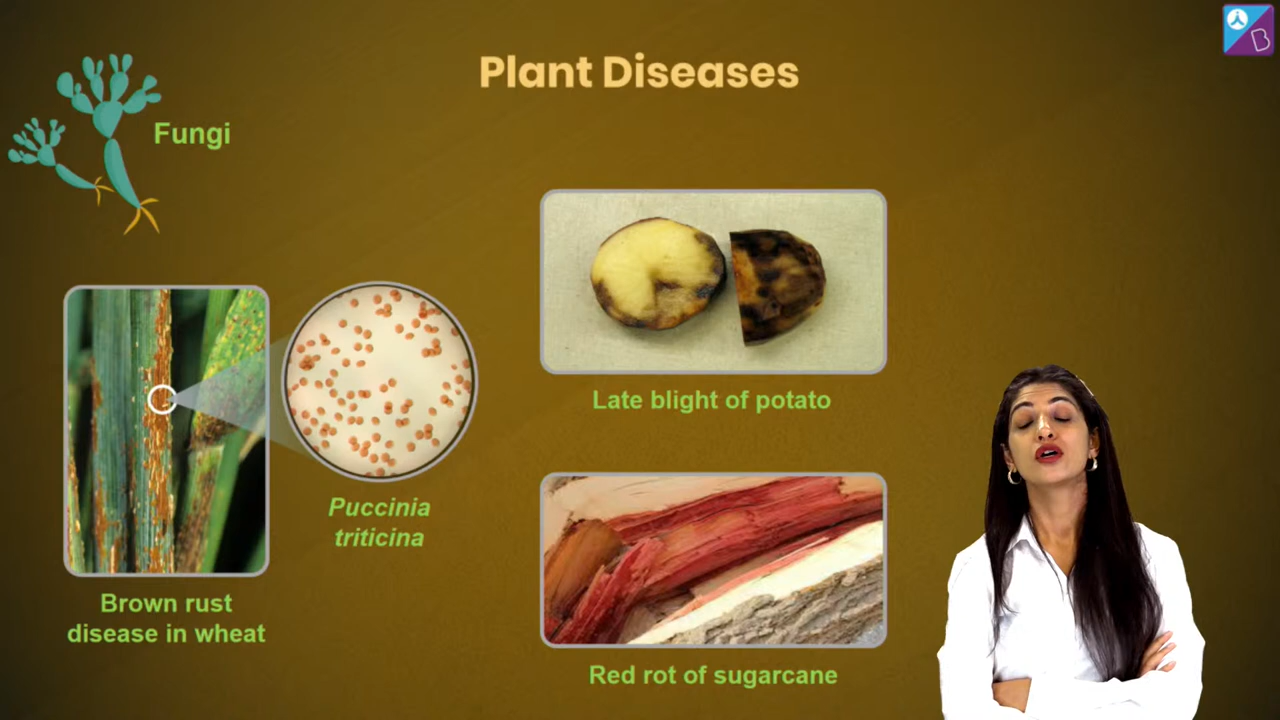 Plant Diseases
Fungi
Late blight of potato
Puccinia
triticina
Brown rust
disease in wheat
Red rot of sugarcane
B